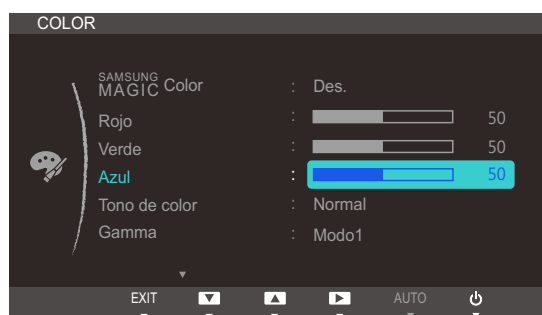 COLOR
SAMSUNG MAGIC Color : Des.
Rojo : 50
Verde : 50
Azul : 50
Tono de color : Normal
Gamma : Modo1
EXIT AUTO